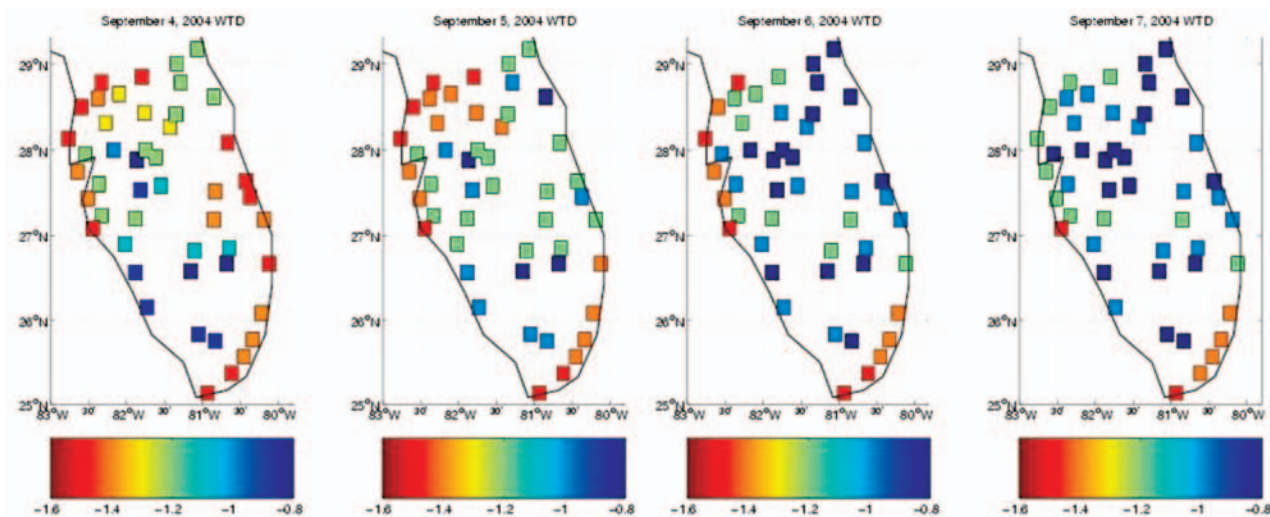 September 4, 2004 WTD
September 5, 2004 WTD
September 6, 2004 WTD
September 7, 2004 WTD
29°N
28°N
27°N
26°N
25°N
83°W 30' 82°W 30' 81°W 30' 80°W
29°N
28°N
27°N
26°N
25°N
83°W 30' 82°W 30' 81°W 30' 80°W
29°N
28°N
27°N
26°N
25°N
83°W 30' 82°W 30' 81°W 30' 80°W
29°N
28°N
27°N
26°N
25°N
83°W 30' 82°W 30' 81°W 30' 80°W
-1.6 -1.4 -1.2 -1 -0.8
-1.6 -1.4 -1.2 -1 -0.8
-1.6 -1.4 -1.2 -1 -0.8
-1.6 -1.4 -1.2 -1 -0.8